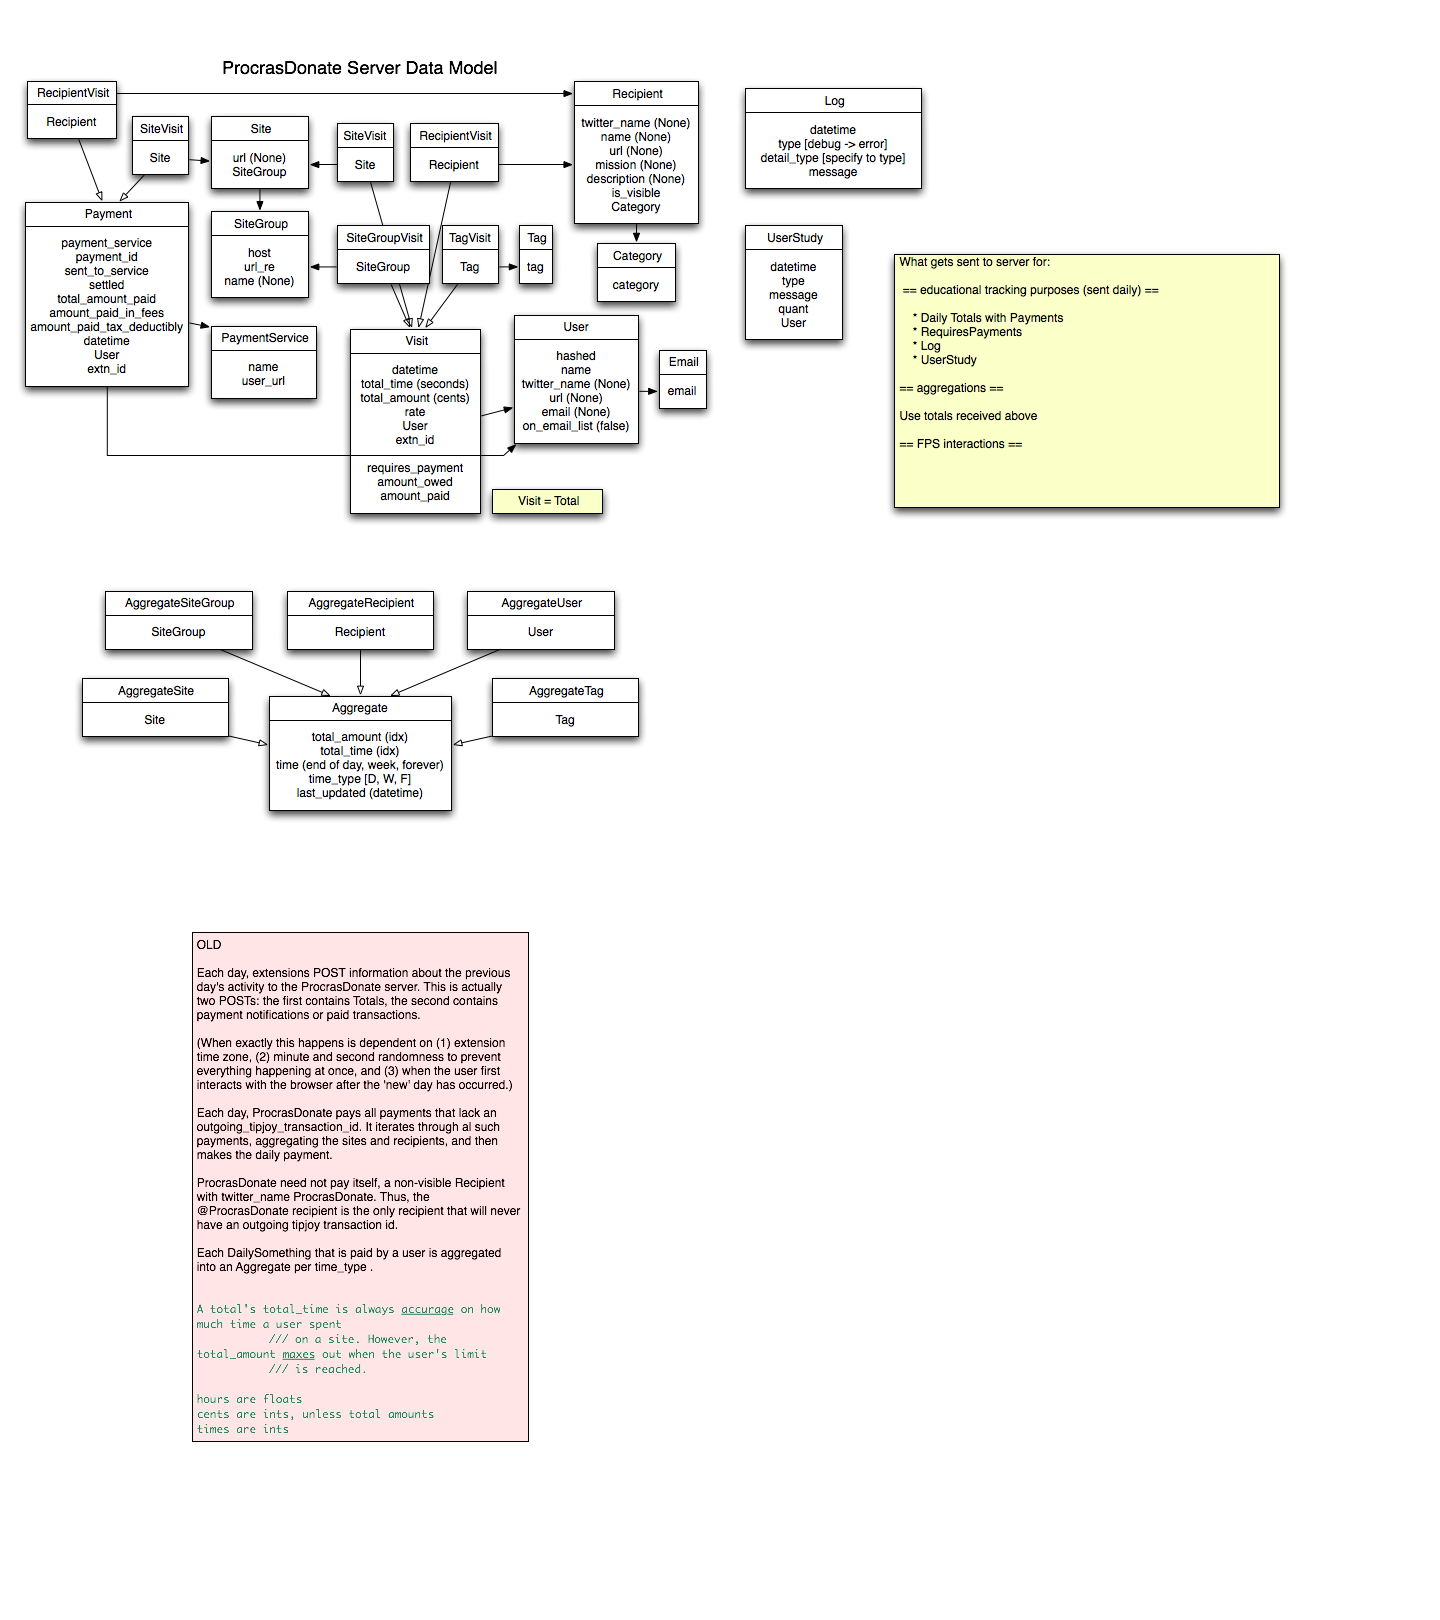 ProcrasDonate Server Data Model
RecipientVisit
Recipient
SiteVisit
Site
Site
url (None)
SiteGroup
SiteVisit
Site
RecipientVisit
Recipient
Recipient
twitter_name (None)
name (None)
url (None)
mission (None)
description (None)
is_visible
Category
Log
datetime
type [debug -> error]
detail_type [specify to type]
message
Payment
payment_service
payment_id
sent_to_service
settled
total_amount_paid
amount_paid_in_fees
amount_paid_tax_deductibly
datetime
User
extn_id
SiteGroup
host
url_re
name (None)
SiteGroupVisit
SiteGroup
TagVisit
Tag
Tag
tag
Category
category
UserStudy
datetime
type
message
quant
User
PaymentService
name
user_url
Visit
datetime
total_time (seconds)
total_amount (cents)
rate
User
extn_id
requires_payment
amount_owed
amount_paid
User
hashed
name
twitter_name (None)
url (None)
email (None)
on_email_list (false)
Email
email
Visit = Total
What gets sent to server for:
== educational tracking purposes (sent daily) ==
* Daily Totals with Payments
* RequiresPayments
* Log
* UserStudy
== aggregations ==
Use totals received above
== FPS interactions ==
AggregateSiteGroup
SiteGroup
AggregateRecipient
Recipient
AggregateUser
User
AggregateSite
Site
Aggregate
total_amount (idx)
total_time (idx)
time (end of day, week, forever)
time_type [D, W, F]
last_updated (datetime)
AggregateTag
Tag
OLD
Each day, extensions POST information about the previous
day's activity to the ProcrasDonate server. This is actually
two POSTs: the first contains Totals, the second contains
payment notifications or paid transactions.
(When exactly this happens is dependent on (1) extension
time zone, (2) minute and second randomness to prevent
everything happening at once, and (3) when the user first
interacts with the browser after the 'new' day has occurred.)
Each day, ProcrasDonate pays all payments that lack an
outgoing_tipjoy_transaction_id. It iterates through al such
payments, aggregating the sites and recipients, and then
makes the daily payment.
ProcrasDonate need not pay itself, a non-visible Recipient
with twitter_name ProcrasDonate. Thus, the
@ProcrasDonate recipient is the only recipient that will never
have an outgoing tipjoy transaction id.
Each DailySomething that is paid by a user is aggregated
into an Aggregate per time_type .
A total's total_time is always accurage on how
much time a user spent
/// on a site. However, the
total_amount maxes out when the user's limit
/// is reached.
hours are floats
cents are ints, unless total amounts
times are ints